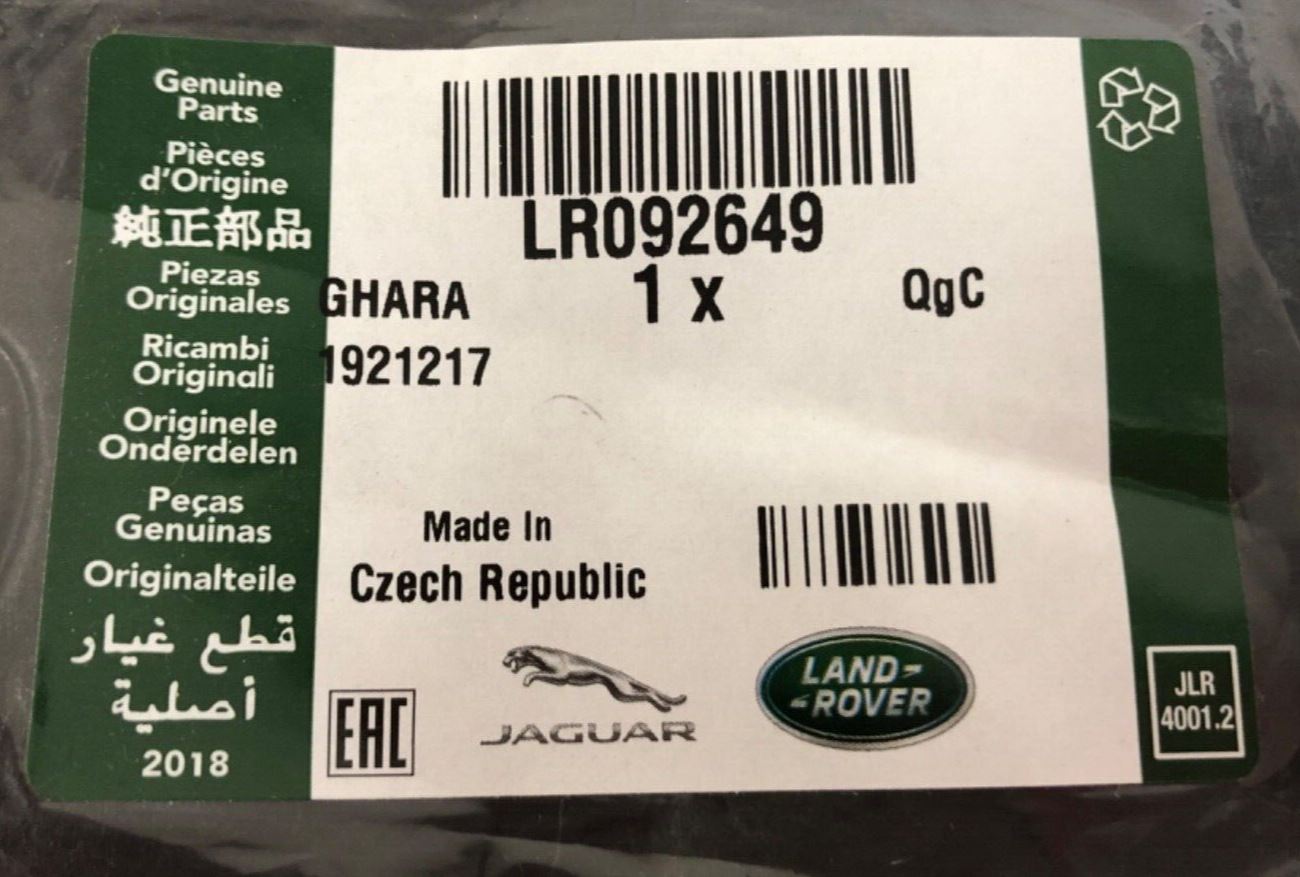 Genuine
Parts
Pièces
d'Origine
純正部品
Piezas
Originales
Ricambi
Originali
Originele
Onderdelen
Peças
Genuinas
Originalteile
قطع غيار
أصلية
2018
LR092649
GHARA 1 x QgC
1921217
Made In
Czech Republic
EAC
JAGUAR
LAND-
-ROVER
JLR
4001.2